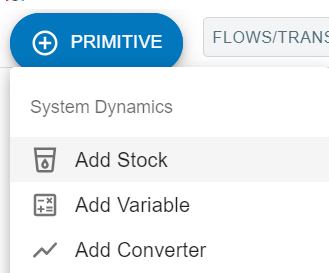 PRIMITIVE
FLOWS/TRANS
System Dynamics
Add Stock
Add Variable
Add Converter